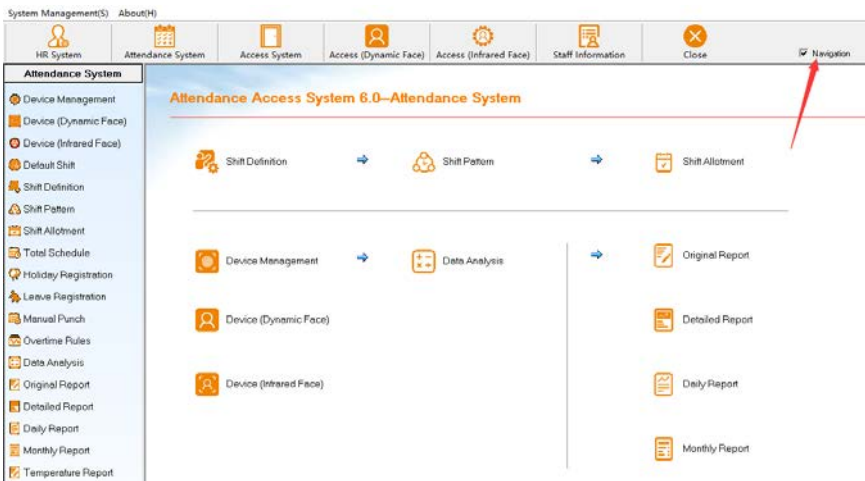 System Management(S) About(H)
HR System Attendance System Access System Access (Dynamic Face) Access (Infrared Face) Staff Information Close Navigation
Attendance System
Device Management
Device (Dynamic Face)
Device (Infrared Face)
Default Shift
Shift Definition
Shift Pattern
Shift Allotment
Total Schedule
Holiday Registration
Leave Registration
Manual Punch
Overtime Rules
Data Analysis
Original Report
Detailed Report
Daily Report
Monthly Report
Temperature Report
Attendance Access System 6.0—Attendance System
Shift Definition Shift Pattern Shift Allotment
Device Management Data Analysis Original Report
Device (Dynamic Face) Detailed Report
Device (Infrared Face) Daily Report
Monthly Report